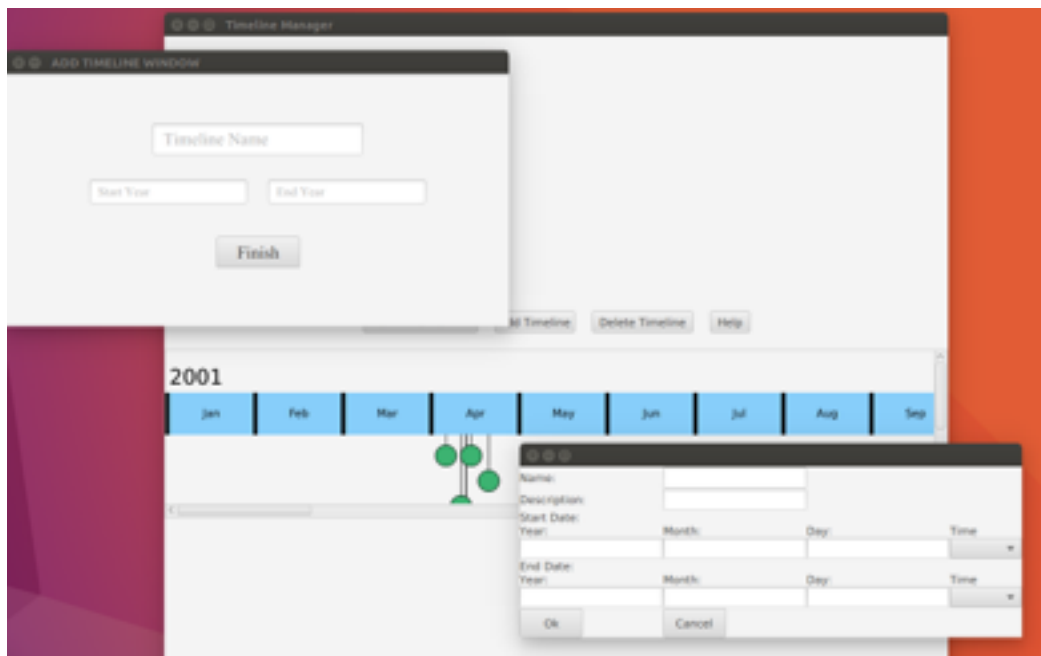 Timeline Manager
ADD TIMELINE WINDOW
Timeline Name
Start Year End Year
Finish
Timeline Delete Timeline Help
2001
Jan Feb Mar Apr May Jun Jul Aug Sep
Name:
Description:
Start Date:
Year: Month: Day: Time
End Date:
Year: Month: Day: Time
Ok Cancel